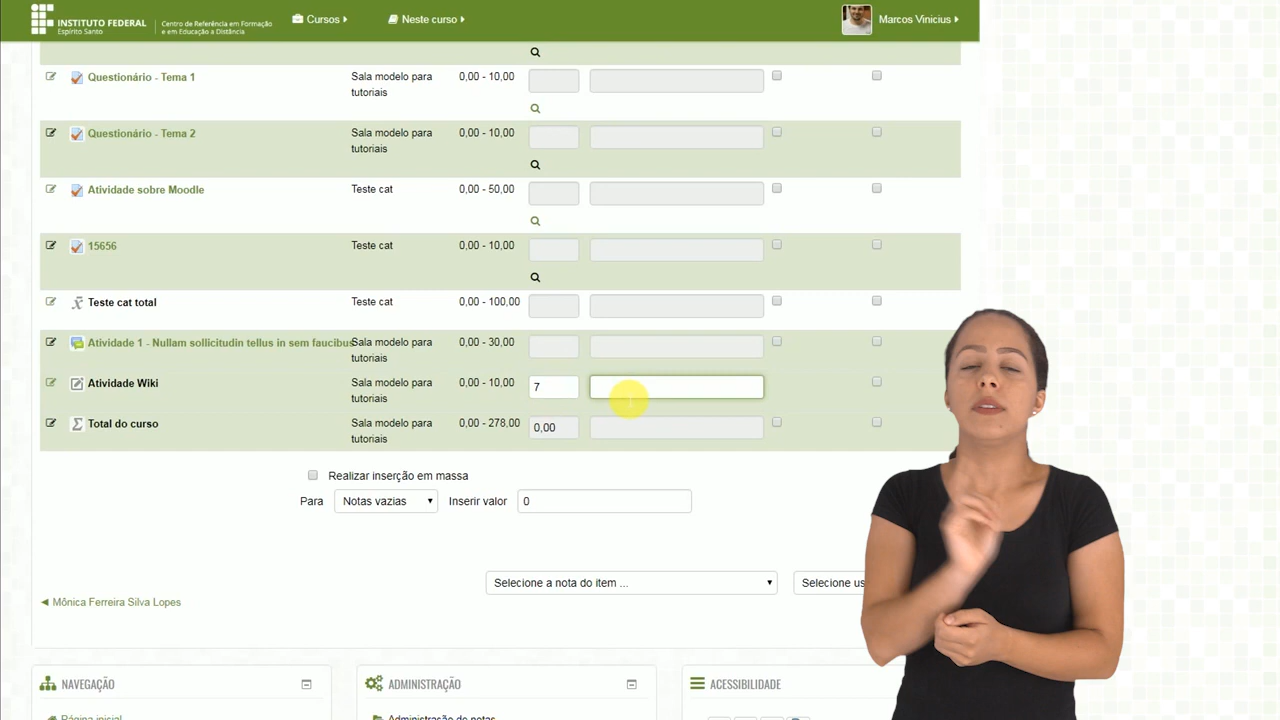 INSTITUTO FEDERAL
Espírito Santo
Centro de Referência em Formação
e em Educação a Distância
Cursos
Neste curso
Marcos Vinicius
Questionário - Tema 1
Sala modelo para
tutoriais
0,00 - 10,00
Questionário - Tema 2
Sala modelo para
tutoriais
0,00 - 10,00
Atividade sobre Moodle
Teste cat
0,00 - 50,00
15656
Teste cat
0,00 - 10,00
Teste cat total
Teste cat
0,00 - 100,00
Atividade 1 - Nullam sollicitudin tellus in sem faucibus
Sala modelo para
tutoriais
0,00 - 30,00
Atividade Wiki
Sala modelo para
tutoriais
0,00 - 10,00
7
Total do curso
Sala modelo para
tutoriais
0,00 - 278,00
0,00
Realizar inserção em massa
Para
Notas vazias
Inserir valor
0
Selecione a nota do item ...
Selecione us
◄ Mônica Ferreira Silva Lopes
NAVEGAÇÃO
ADMINISTRAÇÃO
ACESSIBILIDADE
Página inicial
Administração de notas